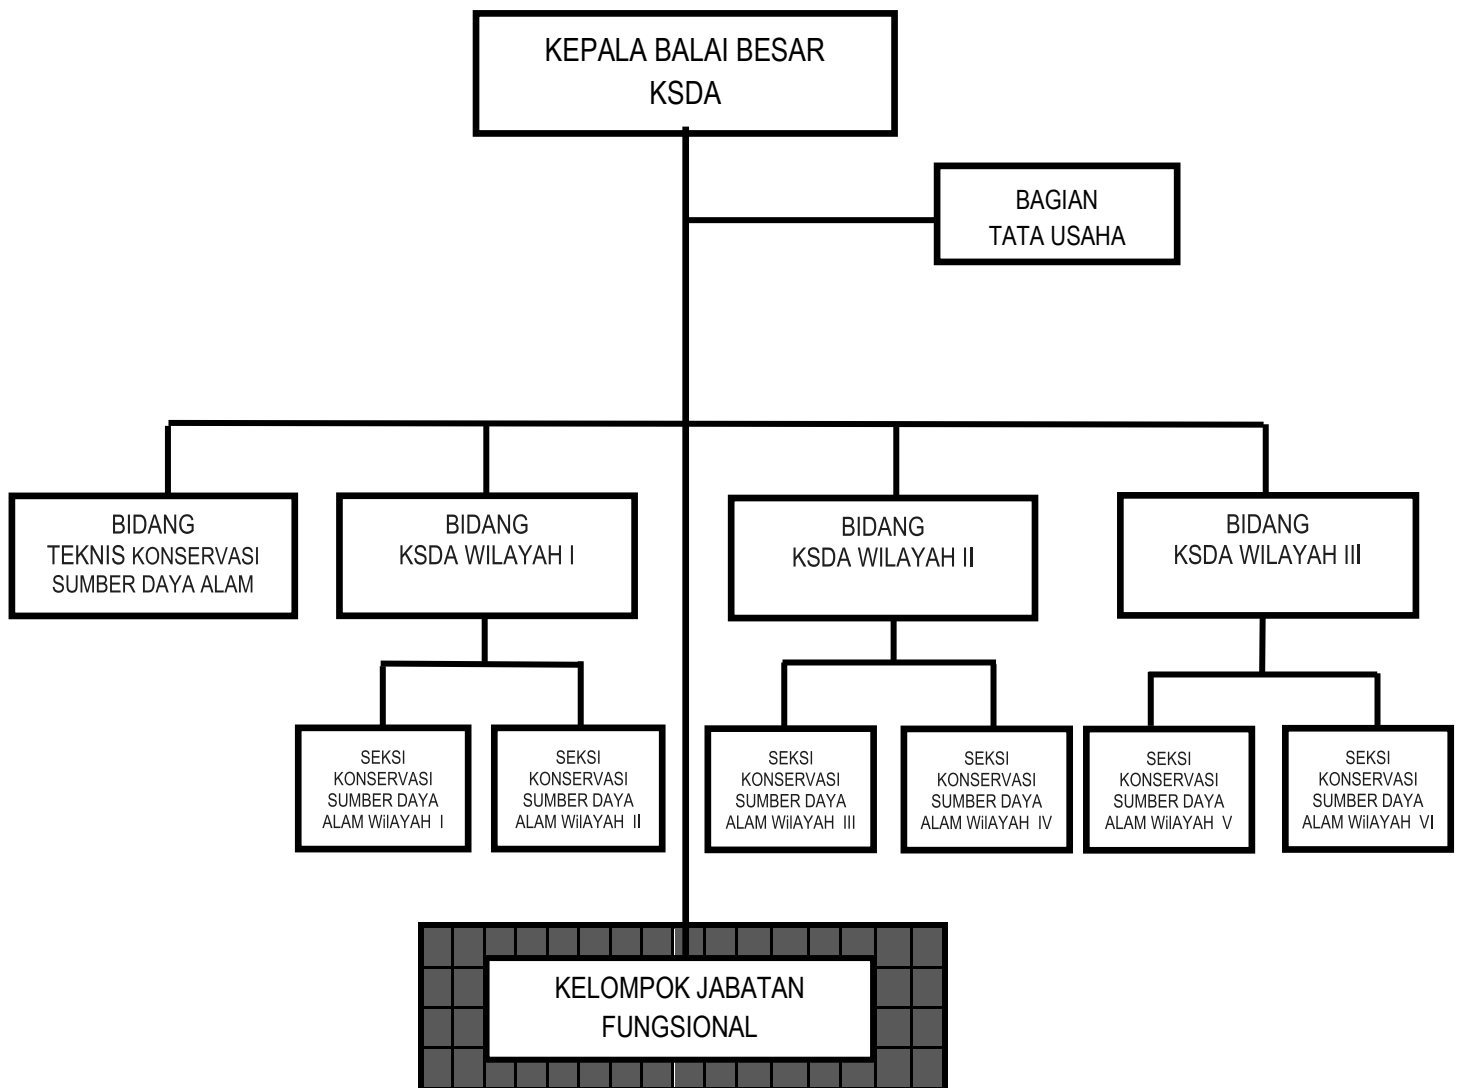 KEPALA BALAI BESAR
KSDA
BAGIAN
TATA USAHA
BIDANG
TEKNIS KONSERVASI
SUMBER DAYA ALAM
BIDANG
KSDA WILAYAH I
BIDANG
KSDA WILAYAH II
BIDANG
KSDA WILAYAH III
SEKSI
KONSERVASI
SUMBER DAYA
ALAM WilAYAH I
SEKSI
KONSERVASI
SUMBER DAYA
ALAM WilAYAH II
SEKSI
KONSERVASI
SUMBER DAYA
ALAM WilAYAH III
SEKSI
KONSERVASI
SUMBER DAYA
ALAM WilAYAH IV
SEKSI
KONSERVASI
SUMBER DAYA
ALAM WilAYAH V
SEKSI
KONSERVASI
SUMBER DAYA
ALAM WilAYAH VI
KELOMPOK JABATAN
FUNGSIONAL